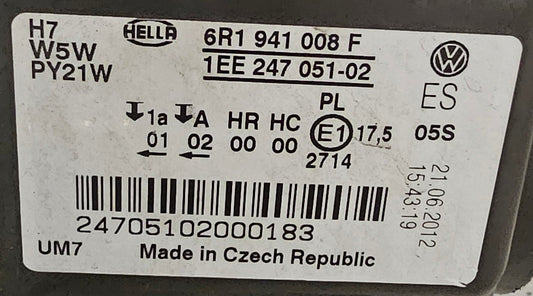 H7
W5W
PY21W
HELLA
6R1 941 008 F
1EE 247 051-02
VW
ES
PL
1a A HR HC E1 17,5 05S
01 02 00 00 2714
21.06.2012
15:43:19
24705102000183
UM7 Made in Czech Republic